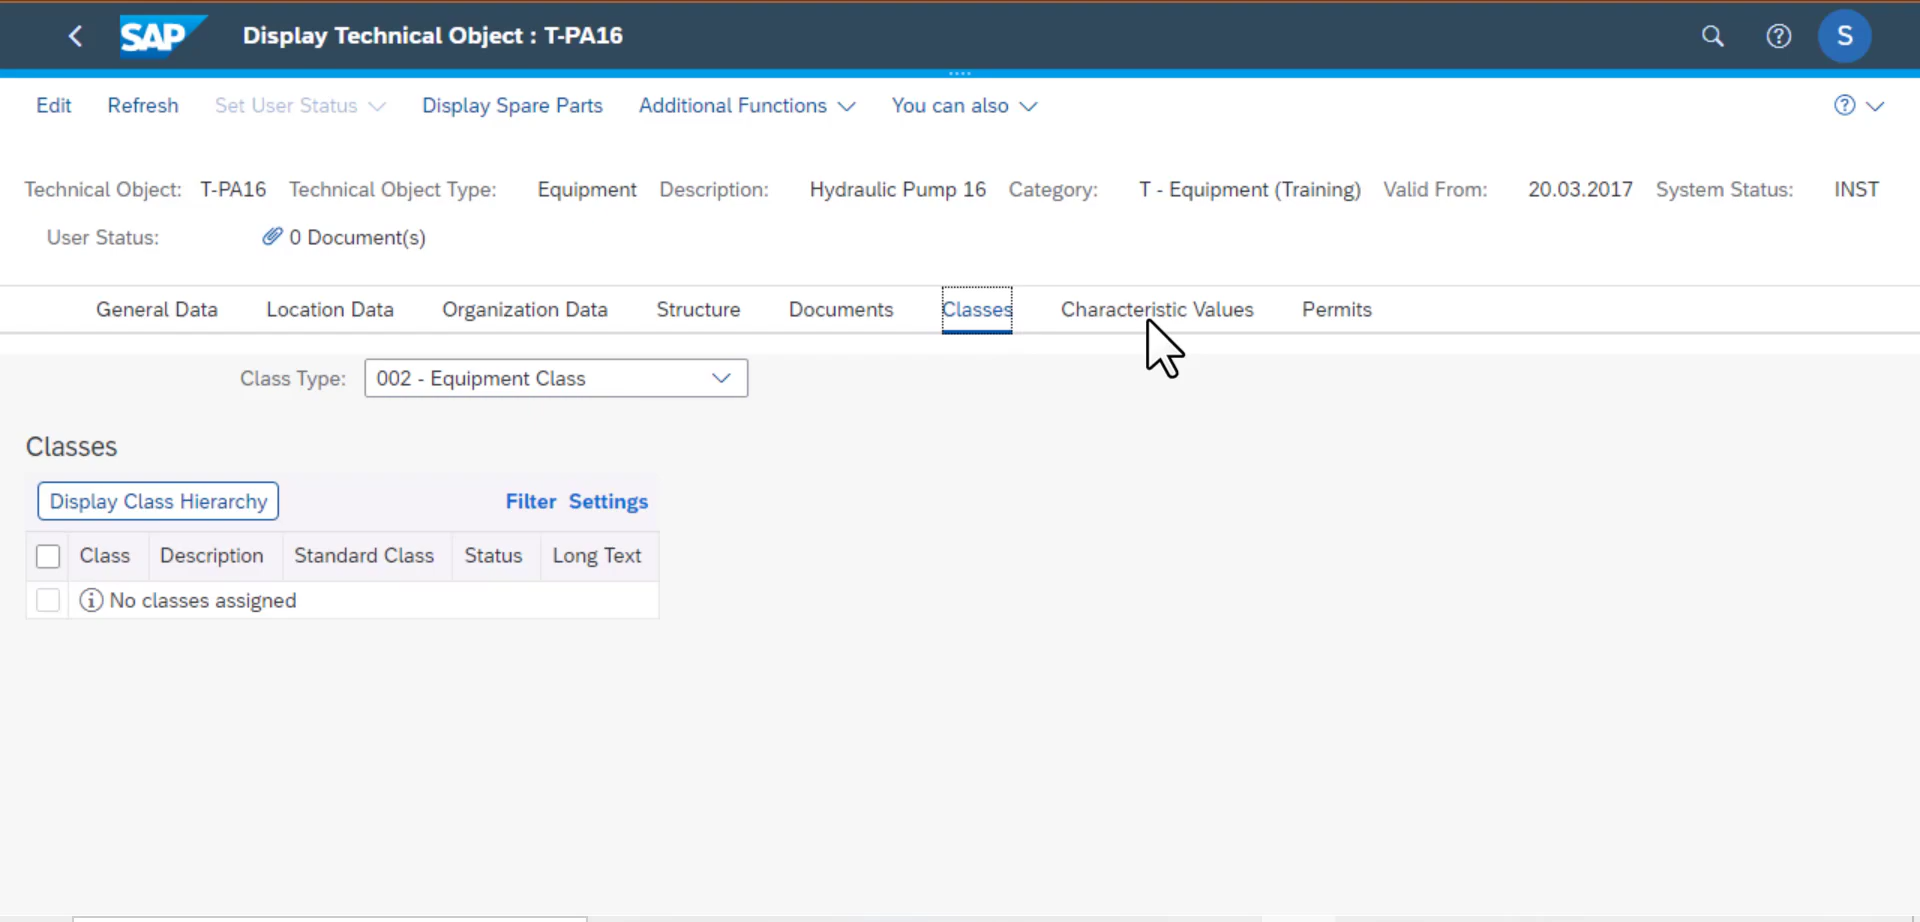 SAP Display Technical Object : T-PA16 S
Edit Refresh Set User Status Display Spare Parts Additional Functions You can also
Technical Object: T-PA16 Technical Object Type: Equipment Description: Hydraulic Pump 16 Category: T - Equipment (Training) Valid From: 20.03.2017 System Status: INST
User Status: 0 Document(s)
General Data Location Data Organization Data Structure Documents Classes Characteristic Values Permits
Class Type: 002 - Equipment Class
Classes
Display Class Hierarchy Filter Settings
Class Description Standard Class Status Long Text
No classes assigned